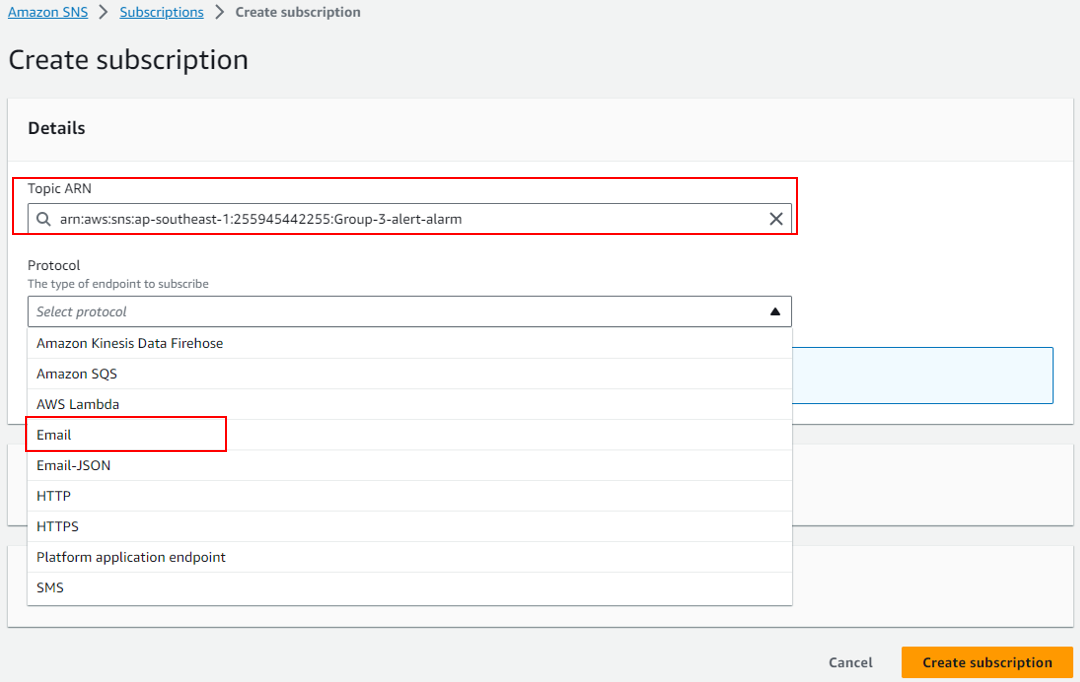 Amazon SNS > Subscriptions > Create subscription
Create subscription
Details
Topic ARN
arn:aws:sns:ap-southeast-1:255945442255:Group-3-alert-alarm
Protocol
The type of endpoint to subscribe
Select protocol
Amazon Kinesis Data Firehose
Amazon SQS
AWS Lambda
Email
Email-JSON
HTTP
HTTPS
Platform application endpoint
SMS
Cancel Create subscription